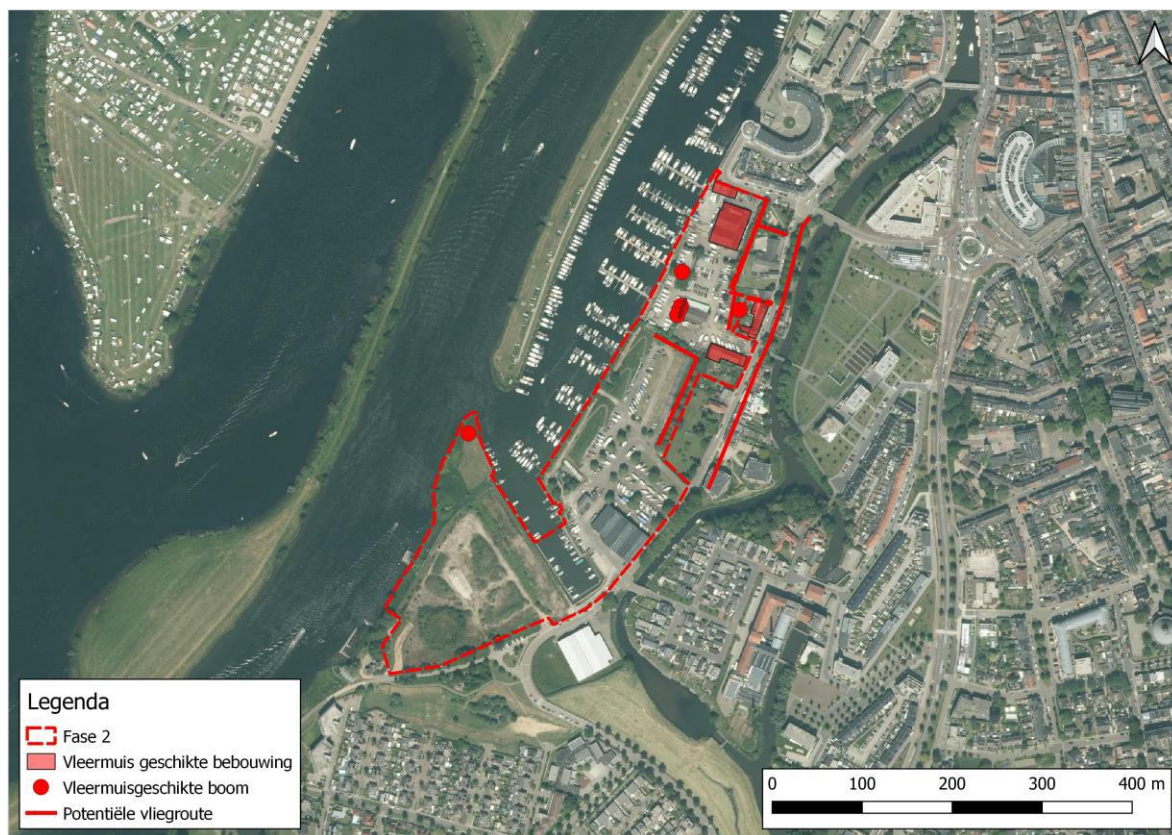 Legenda
Fase 2
Vleermuis geschikte bebouwing
Vleermuisgeschikte boom
Potentiële vliegroute
0 100 200 300 400 m